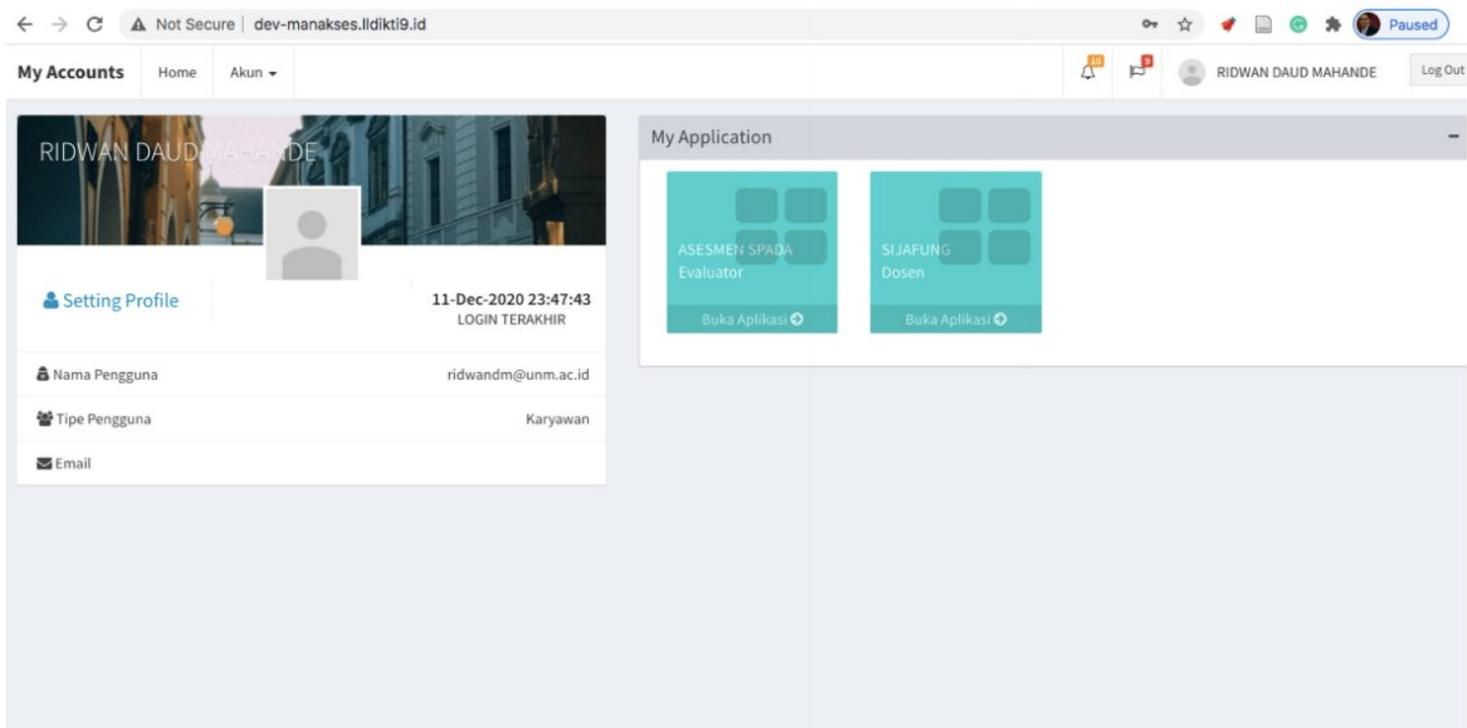 Not Secure | dev-manakses.lldikti9.id
Paused
My Accounts Home Akun
10 9 RIDWAN DAUD MAHANDE Log Out
RIDWAN DAUD MAHANDE
Setting Profile
11-Dec-2020 23:47:43
LOGIN TERAKHIR
Nama Pengguna ridwandm@unm.ac.id
Tipe Pengguna Karyawan
Email
My Application
ASESMEN SPADA
Evaluator
Buka Aplikasi
SIJAFUNG
Dosen
Buka Aplikasi